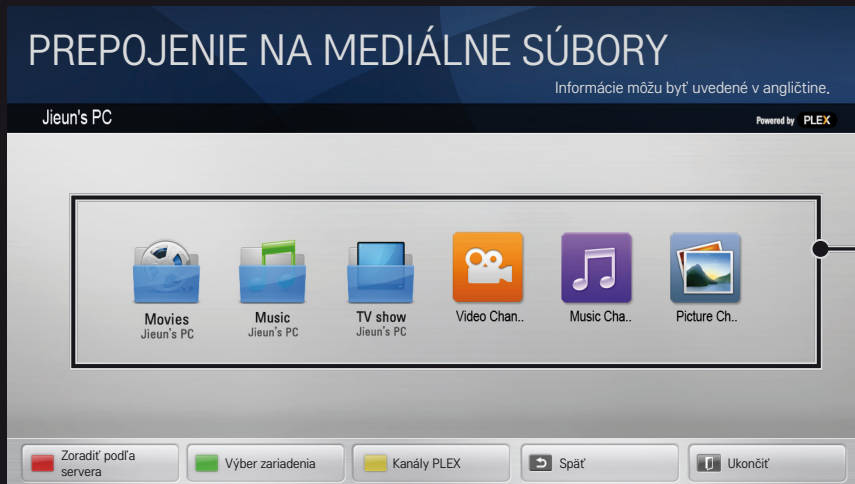 PREPOJENIE NA MEDIÁLNE SÚBORY
Informácie môžu byť uvedené v angličtine.
Jieun's PC
Powered by PLEX
Movies
Jieun's PC
Music
Jieun's PC
TV show
Jieun's PC
Video Chan..
Music Cha..
Picture Ch..
Zoradiť podľa
servera
Výber zariadenia
Kanály PLEX
Späť
Ukončiť